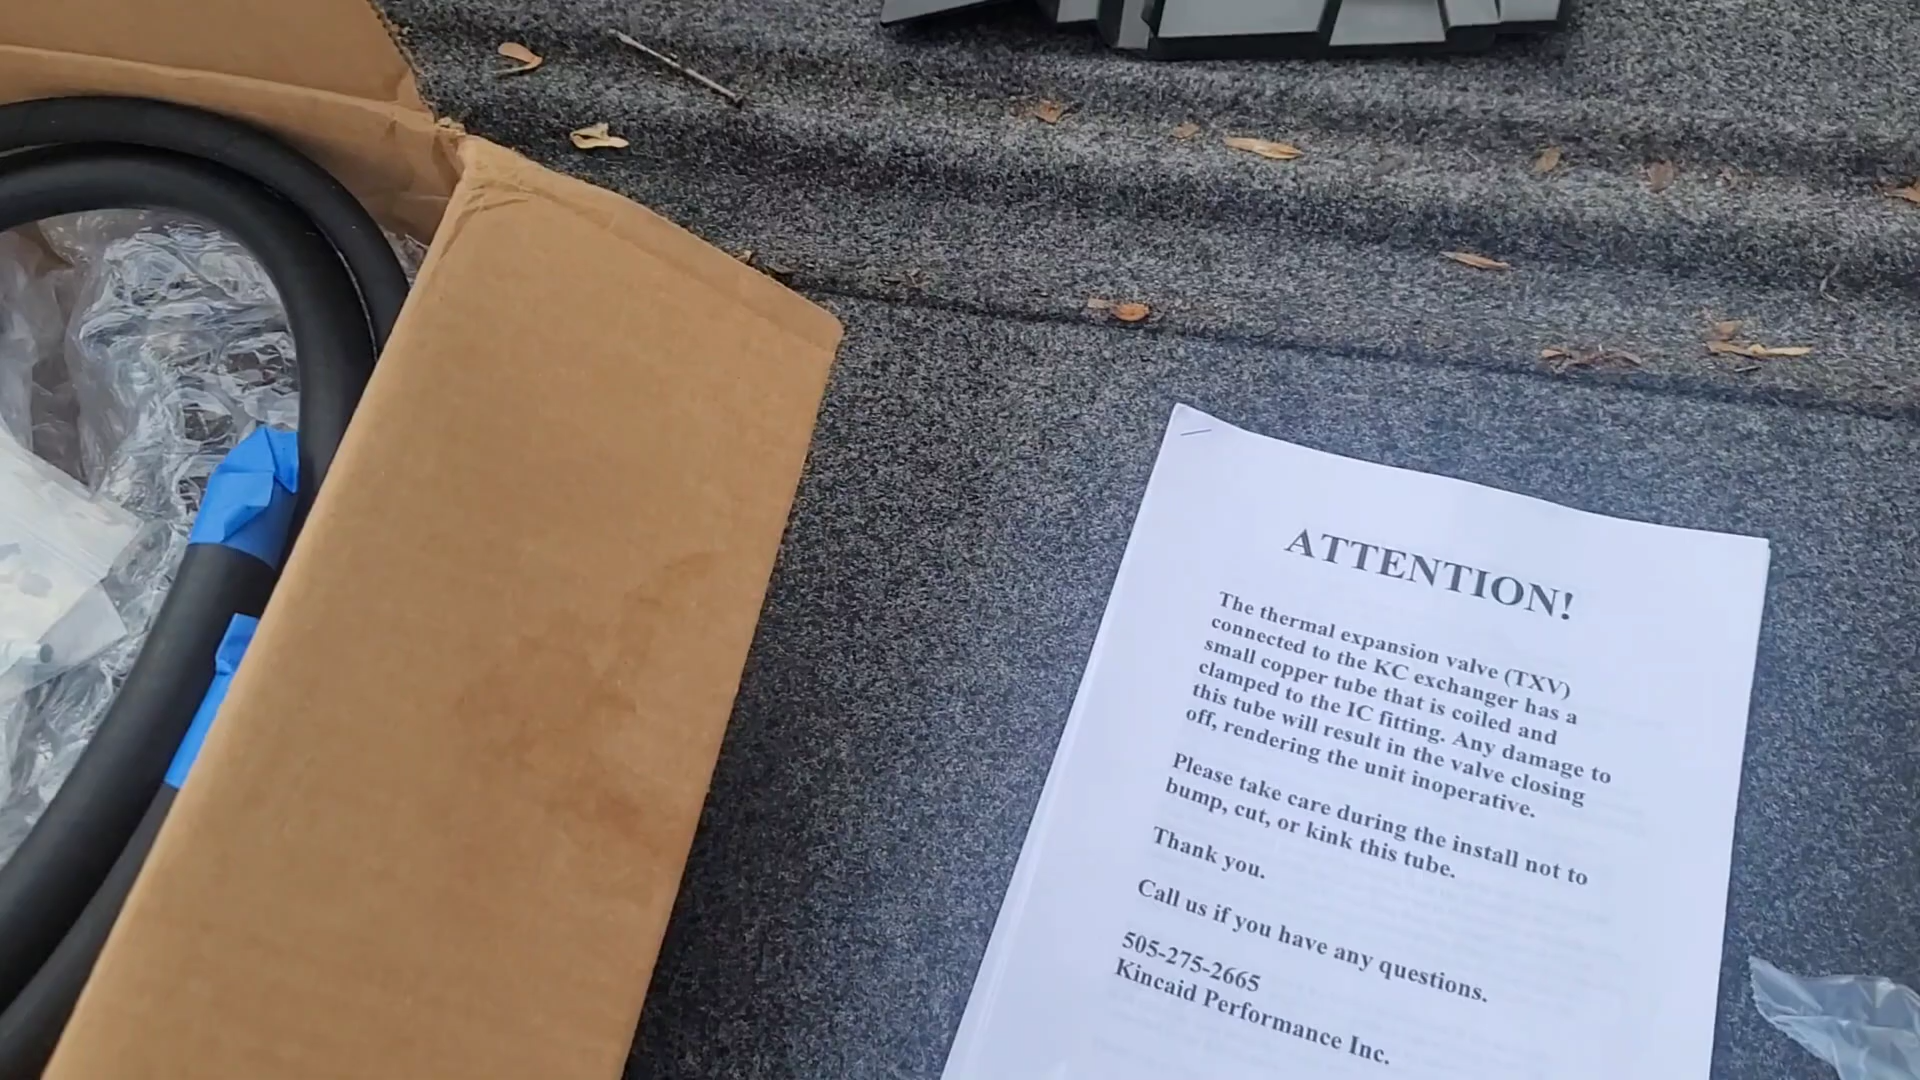 ATTENTION!
The thermal expansion valve (TXV)
connected to the KC exchanger has a
small copper tube that is coiled and
clamped to the IC fitting. Any damage to
this tube will result in the valve closing
off, rendering the unit inoperative.
Please take care during the install not to
bump, cut, or kink this tube.
Thank you.
Call us if you have any questions.
505-275-2665
Kincaid Performance Inc.